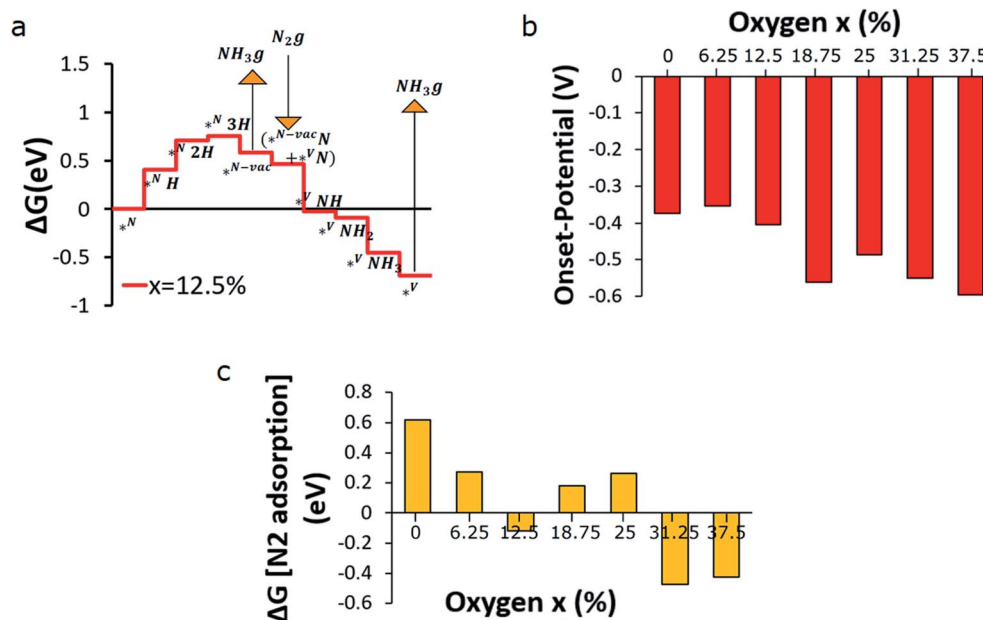 a
NH₃g
N₂g
NH₃g
1.5
1
0.5
0
-0.5
-1
ΔG(eV)
*ᴺ
*ᴺ H
*ᴺ 2H
*ᴺ 3H
*ᴺ⁻ᵛᵃᶜ
(*ᴺ⁻ᵛᵃᶜN
+*ⱽN)
*ⱽ NH
*ⱽ NH₂
*ⱽ NH₃
*ⱽ
x=12.5%
b
Oxygen x (%)
0 6.25 12.5 18.75 25 31.25 37.5
0
-0.1
-0.2
-0.3
-0.4
-0.5
-0.6
Onset-Potential (V)
c
ΔG [N2 adsorption]
(eV)
0.8
0.6
0.4
0.2
0
-0.2
-0.4
-0.6
0 6.25 12.5 18.75 25 31.25 37.5
Oxygen x (%)